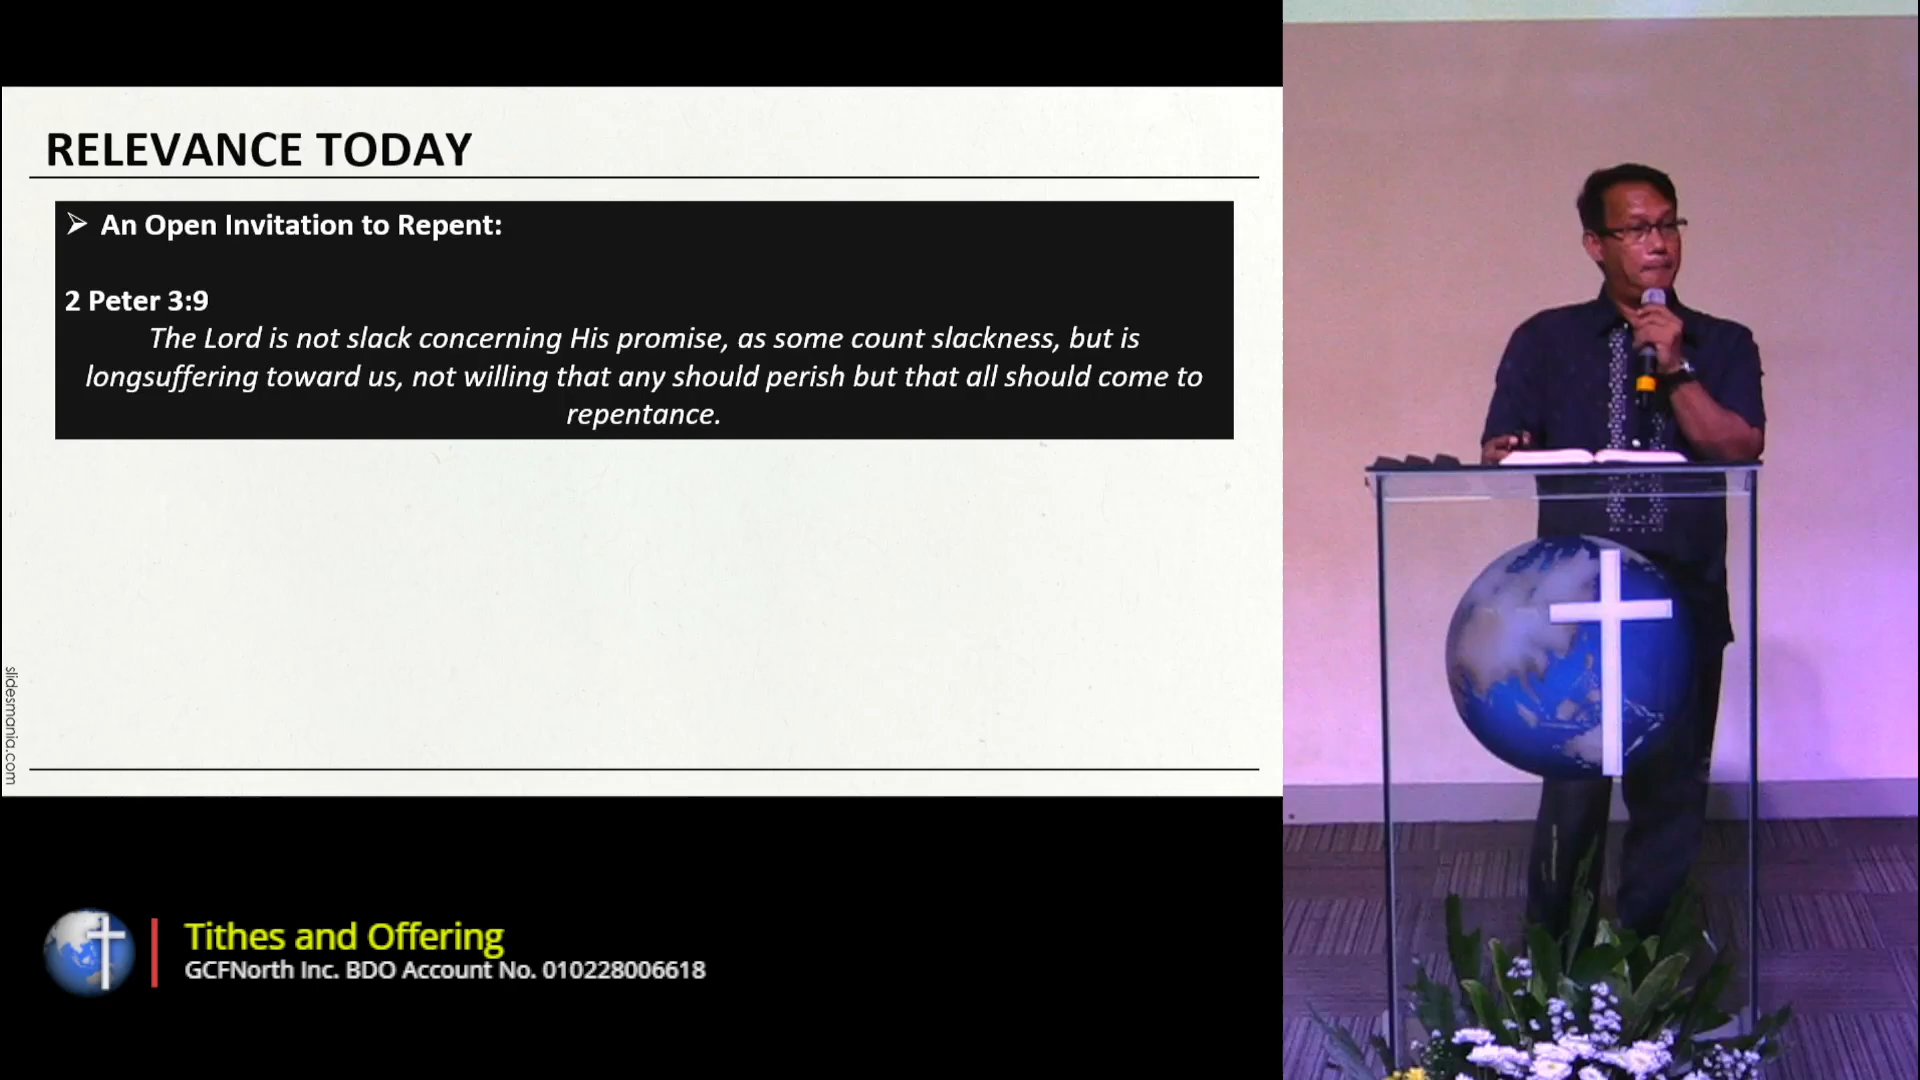 RELEVANCE TODAY
➢ An Open Invitation to Repent:
2 Peter 3:9
The Lord is not slack concerning His promise, as some count slackness, but is
longsuffering toward us, not willing that any should perish but that all should come to
repentance.
slidesmania.com
Tithes and Offering
GCFNorth Inc. BDO Account No. 010228006618